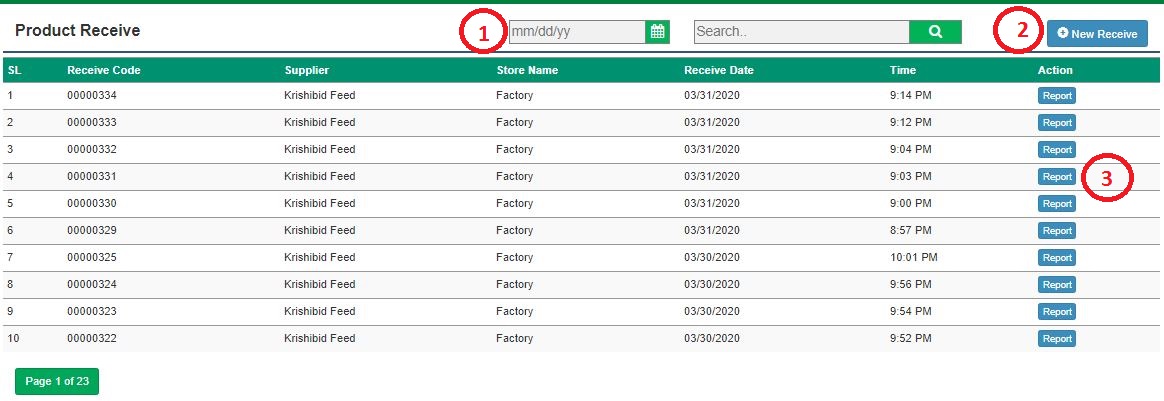 Product Receive 1 mm/dd/yy Search.. 2 New Receive
SL Receive Code Supplier Store Name Receive Date Time Action
1 00000334 Krishibid Feed Factory 03/31/2020 9:14 PM Report
2 00000333 Krishibid Feed Factory 03/31/2020 9:12 PM Report
3 00000332 Krishibid Feed Factory 03/31/2020 9:04 PM Report
4 00000331 Krishibid Feed Factory 03/31/2020 9:03 PM Report 3
5 00000330 Krishibid Feed Factory 03/31/2020 9:00 PM Report
6 00000329 Krishibid Feed Factory 03/31/2020 8:57 PM Report
7 00000325 Krishibid Feed Factory 03/30/2020 10:01 PM Report
8 00000324 Krishibid Feed Factory 03/30/2020 9:56 PM Report
9 00000323 Krishibid Feed Factory 03/30/2020 9:54 PM Report
10 00000322 Krishibid Feed Factory 03/30/2020 9:52 PM Report
Page 1 of 23